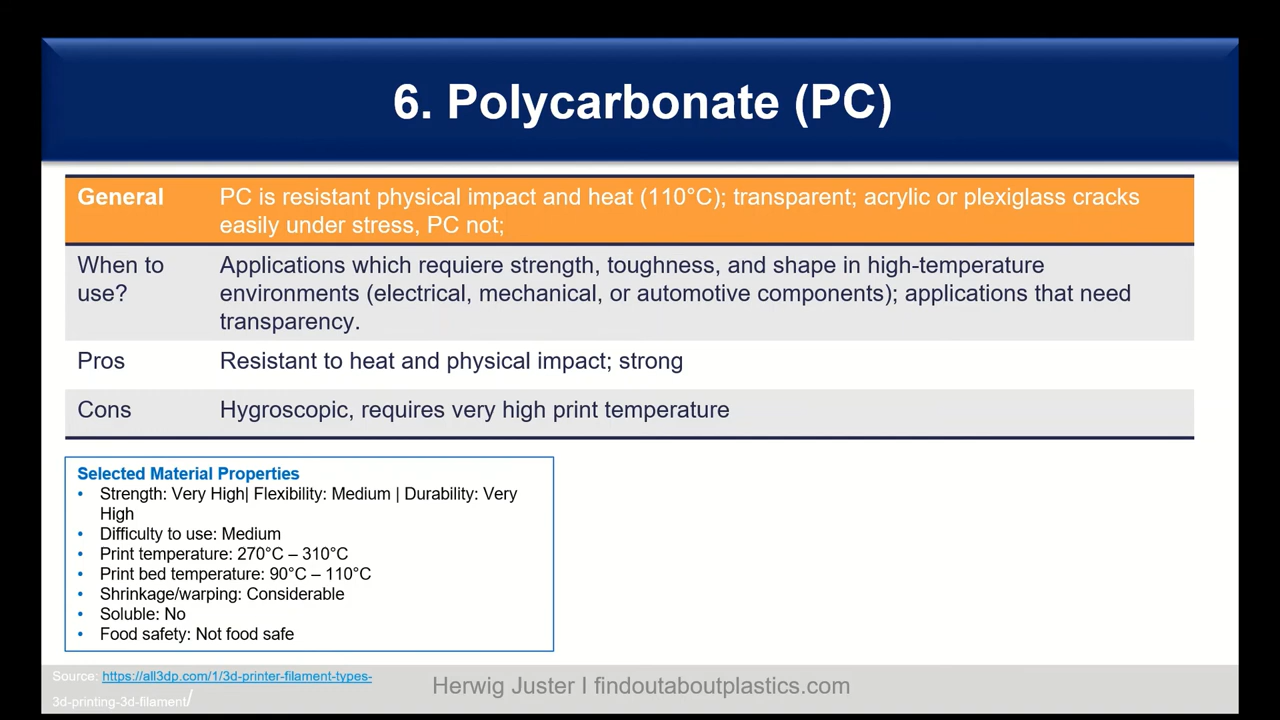 6. Polycarbonate (PC)
General PC is resistant physical impact and heat (110°C); transparent; acrylic or plexiglass cracks
easily under stress, PC not;
When to Applications which requiere strength, toughness, and shape in high-temperature
use? environments (electrical, mechanical, or automotive components); applications that need
transparency.
Pros Resistant to heat and physical impact; strong
Cons Hygroscopic, requires very high print temperature
Selected Material Properties
• Strength: Very High| Flexibility: Medium | Durability: Very
High
• Difficulty to use: Medium
• Print temperature: 270°C – 310°C
• Print bed temperature: 90°C – 110°C
• Shrinkage/warping: Considerable
• Soluble: No
• Food safety: Not food safe
Source: https://all3dp.com/1/3d-printer-filament-types-
3d-printing-3d-filament/
Herwig Juster I findoutaboutplastics.com